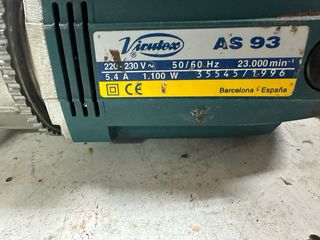 Virutex AS 93
220-230 V~ 50/60 Hz 23.000 min-1
5,4 A 1.100 W 35545/1996
CE Barcelona - España